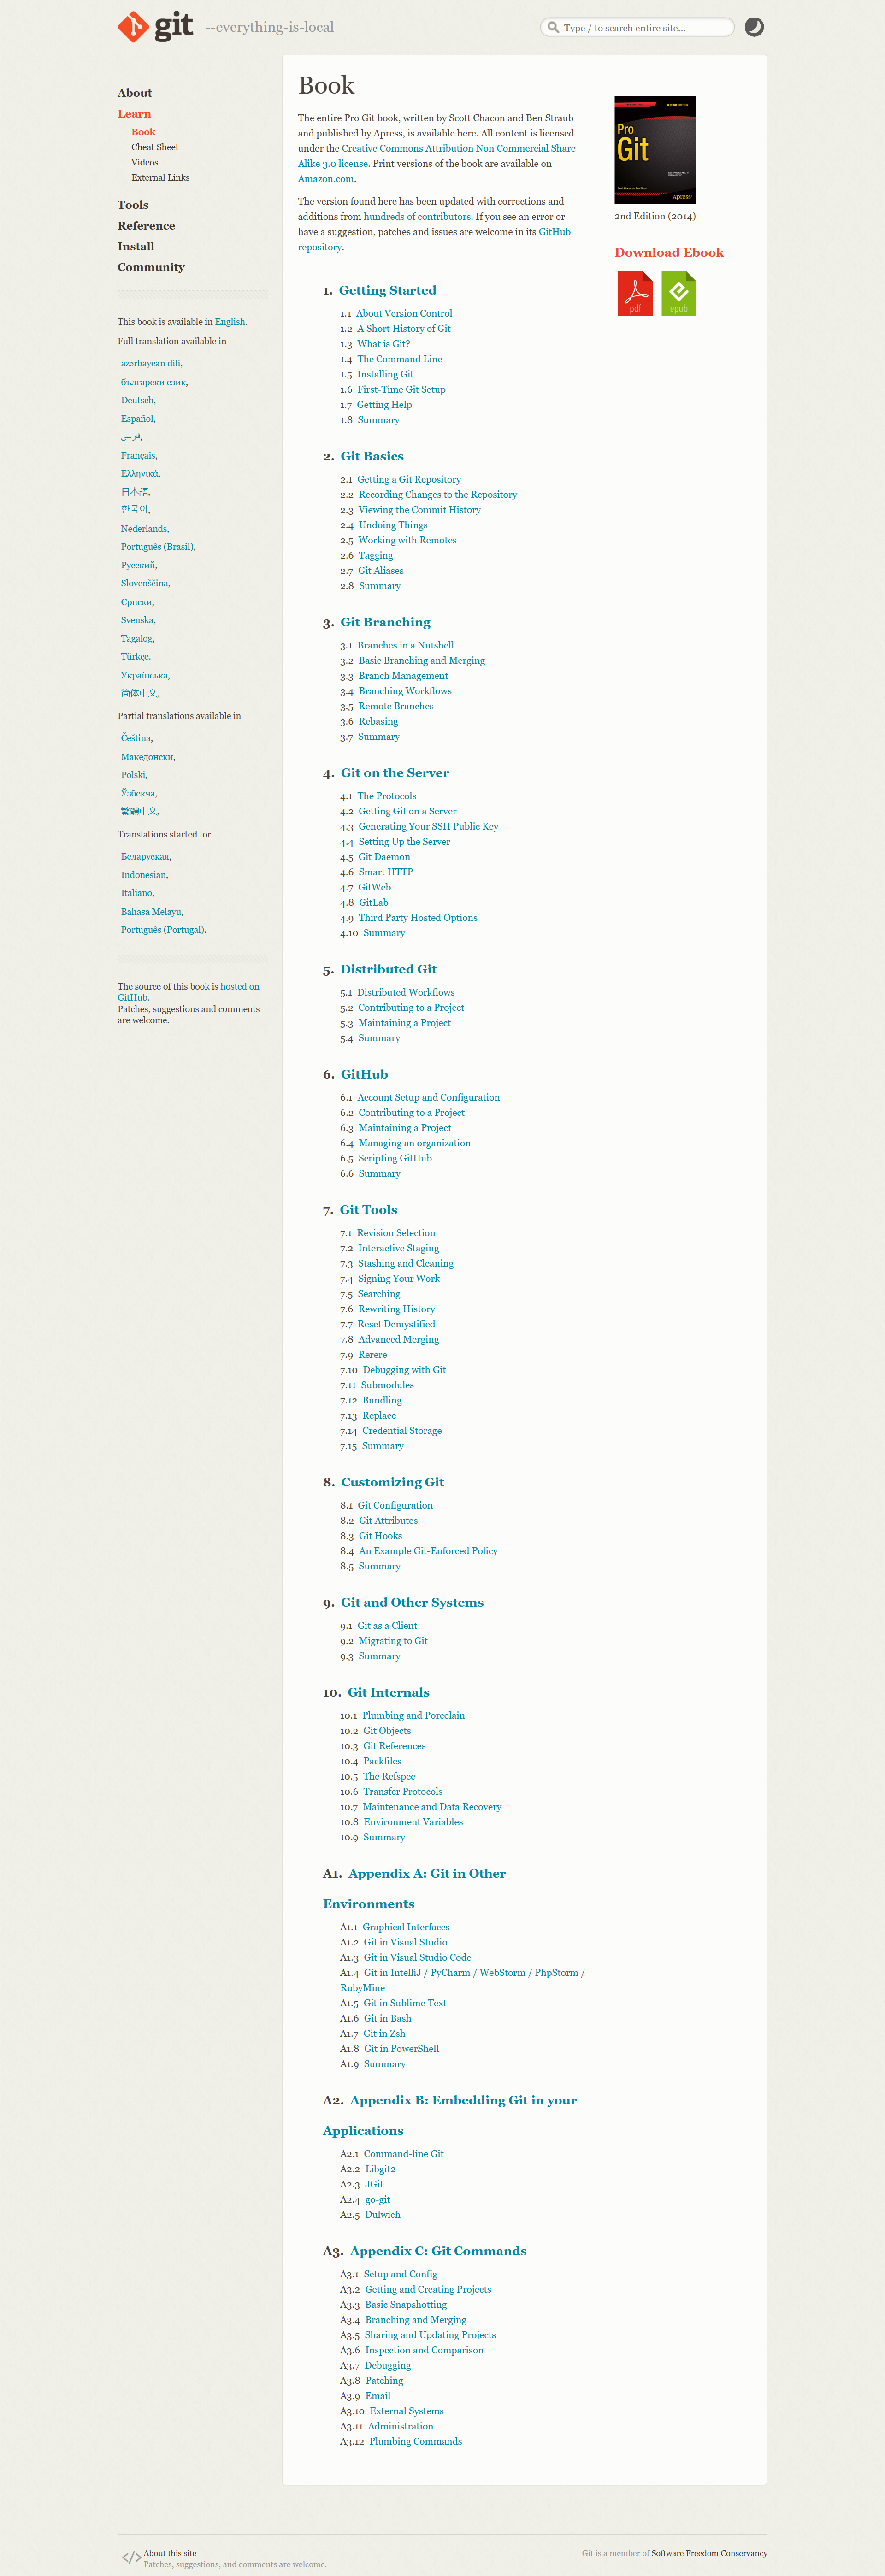 git --everything-is-local
Type / to search entire site...
About
Learn
Book
Cheat Sheet
Videos
External Links
Tools
Reference
Install
Community
This book is available in English.
Full translation available in
azərbaycan dili,
български език,
Deutsch,
Español,
فارسی,
Français,
Ελληνικά,
日本語,
한국어,
Nederlands,
Português (Brasil),
Русский,
Slovenščina,
Српски,
Svenska,
Tagalog,
Türkçe.
Українська,
简体中文,
Partial translations available in
Čeština,
Македонски,
Polski,
Ўзбекча,
繁體中文,
Translations started for
Беларуская,
Indonesian,
Italiano,
Bahasa Melayu,
Português (Portugal).
The source of this book is hosted on
GitHub.
Patches, suggestions and comments
are welcome.
Book
The entire Pro Git book, written by Scott Chacon and Ben Straub
and published by Apress, is available here. All content is licensed
under the Creative Commons Attribution Non Commercial Share
Alike 3.0 license. Print versions of the book are available on
Amazon.com.
The version found here has been updated with corrections and
additions from hundreds of contributors. If you see an error or
have a suggestion, patches and issues are welcome in its GitHub
repository.
Pro
Git
Apress
2nd Edition (2014)
Download Ebook
pdf
epub
1. Getting Started
1.1 About Version Control
1.2 A Short History of Git
1.3 What is Git?
1.4 The Command Line
1.5 Installing Git
1.6 First-Time Git Setup
1.7 Getting Help
1.8 Summary
2. Git Basics
2.1 Getting a Git Repository
2.2 Recording Changes to the Repository
2.3 Viewing the Commit History
2.4 Undoing Things
2.5 Working with Remotes
2.6 Tagging
2.7 Git Aliases
2.8 Summary
3. Git Branching
3.1 Branches in a Nutshell
3.2 Basic Branching and Merging
3.3 Branch Management
3.4 Branching Workflows
3.5 Remote Branches
3.6 Rebasing
3.7 Summary
4. Git on the Server
4.1 The Protocols
4.2 Getting Git on a Server
4.3 Generating Your SSH Public Key
4.4 Setting Up the Server
4.5 Git Daemon
4.6 Smart HTTP
4.7 GitWeb
4.8 GitLab
4.9 Third Party Hosted Options
4.10 Summary
5. Distributed Git
5.1 Distributed Workflows
5.2 Contributing to a Project
5.3 Maintaining a Project
5.4 Summary
6. GitHub
6.1 Account Setup and Configuration
6.2 Contributing to a Project
6.3 Maintaining a Project
6.4 Managing an organization
6.5 Scripting GitHub
6.6 Summary
7. Git Tools
7.1 Revision Selection
7.2 Interactive Staging
7.3 Stashing and Cleaning
7.4 Signing Your Work
7.5 Searching
7.6 Rewriting History
7.7 Reset Demystified
7.8 Advanced Merging
7.9 Rerere
7.10 Debugging with Git
7.11 Submodules
7.12 Bundling
7.13 Replace
7.14 Credential Storage
7.15 Summary
8. Customizing Git
8.1 Git Configuration
8.2 Git Attributes
8.3 Git Hooks
8.4 An Example Git-Enforced Policy
8.5 Summary
9. Git and Other Systems
9.1 Git as a Client
9.2 Migrating to Git
9.3 Summary
10. Git Internals
10.1 Plumbing and Porcelain
10.2 Git Objects
10.3 Git References
10.4 Packfiles
10.5 The Refspec
10.6 Transfer Protocols
10.7 Maintenance and Data Recovery
10.8 Environment Variables
10.9 Summary
A1. Appendix A: Git in Other
Environments
A1.1 Graphical Interfaces
A1.2 Git in Visual Studio
A1.3 Git in Visual Studio Code
A1.4 Git in IntelliJ / PyCharm / WebStorm / PhpStorm /
RubyMine
A1.5 Git in Sublime Text
A1.6 Git in Bash
A1.7 Git in Zsh
A1.8 Git in PowerShell
A1.9 Summary
A2. Appendix B: Embedding Git in your
Applications
A2.1 Command-line Git
A2.2 Libgit2
A2.3 JGit
A2.4 go-git
A2.5 Dulwich
A3. Appendix C: Git Commands
A3.1 Setup and Config
A3.2 Getting and Creating Projects
A3.3 Basic Snapshotting
A3.4 Branching and Merging
A3.5 Sharing and Updating Projects
A3.6 Inspection and Comparison
A3.7 Debugging
A3.8 Patching
A3.9 Email
A3.10 External Systems
A3.11 Administration
A3.12 Plumbing Commands
About this site
Patches, suggestions, and comments are welcome.
Git is a member of Software Freedom Conservancy